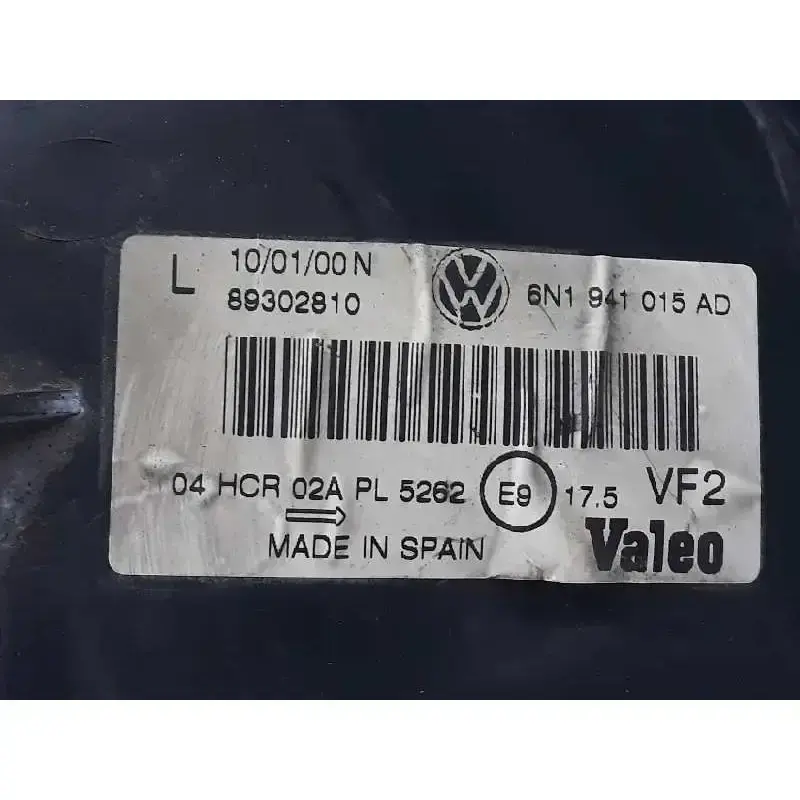 L 10/01/00 N
89302810
VW 6N1 941 015 AD
04 HCR 02A PL 5262 E9 17.5 VF2
MADE IN SPAIN Valeo